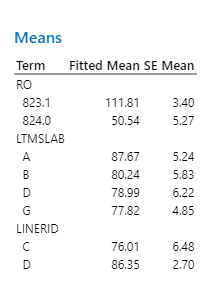 Means
Term Fitted Mean SE Mean
RO
823.1 111.81 3.40
824.0 50.54 5.27
LTMSLAB
A 87.67 5.24
B 80.24 5.83
D 78.99 6.22
G 77.82 4.85
LINERID
C 76.01 6.48
D 86.35 2.70